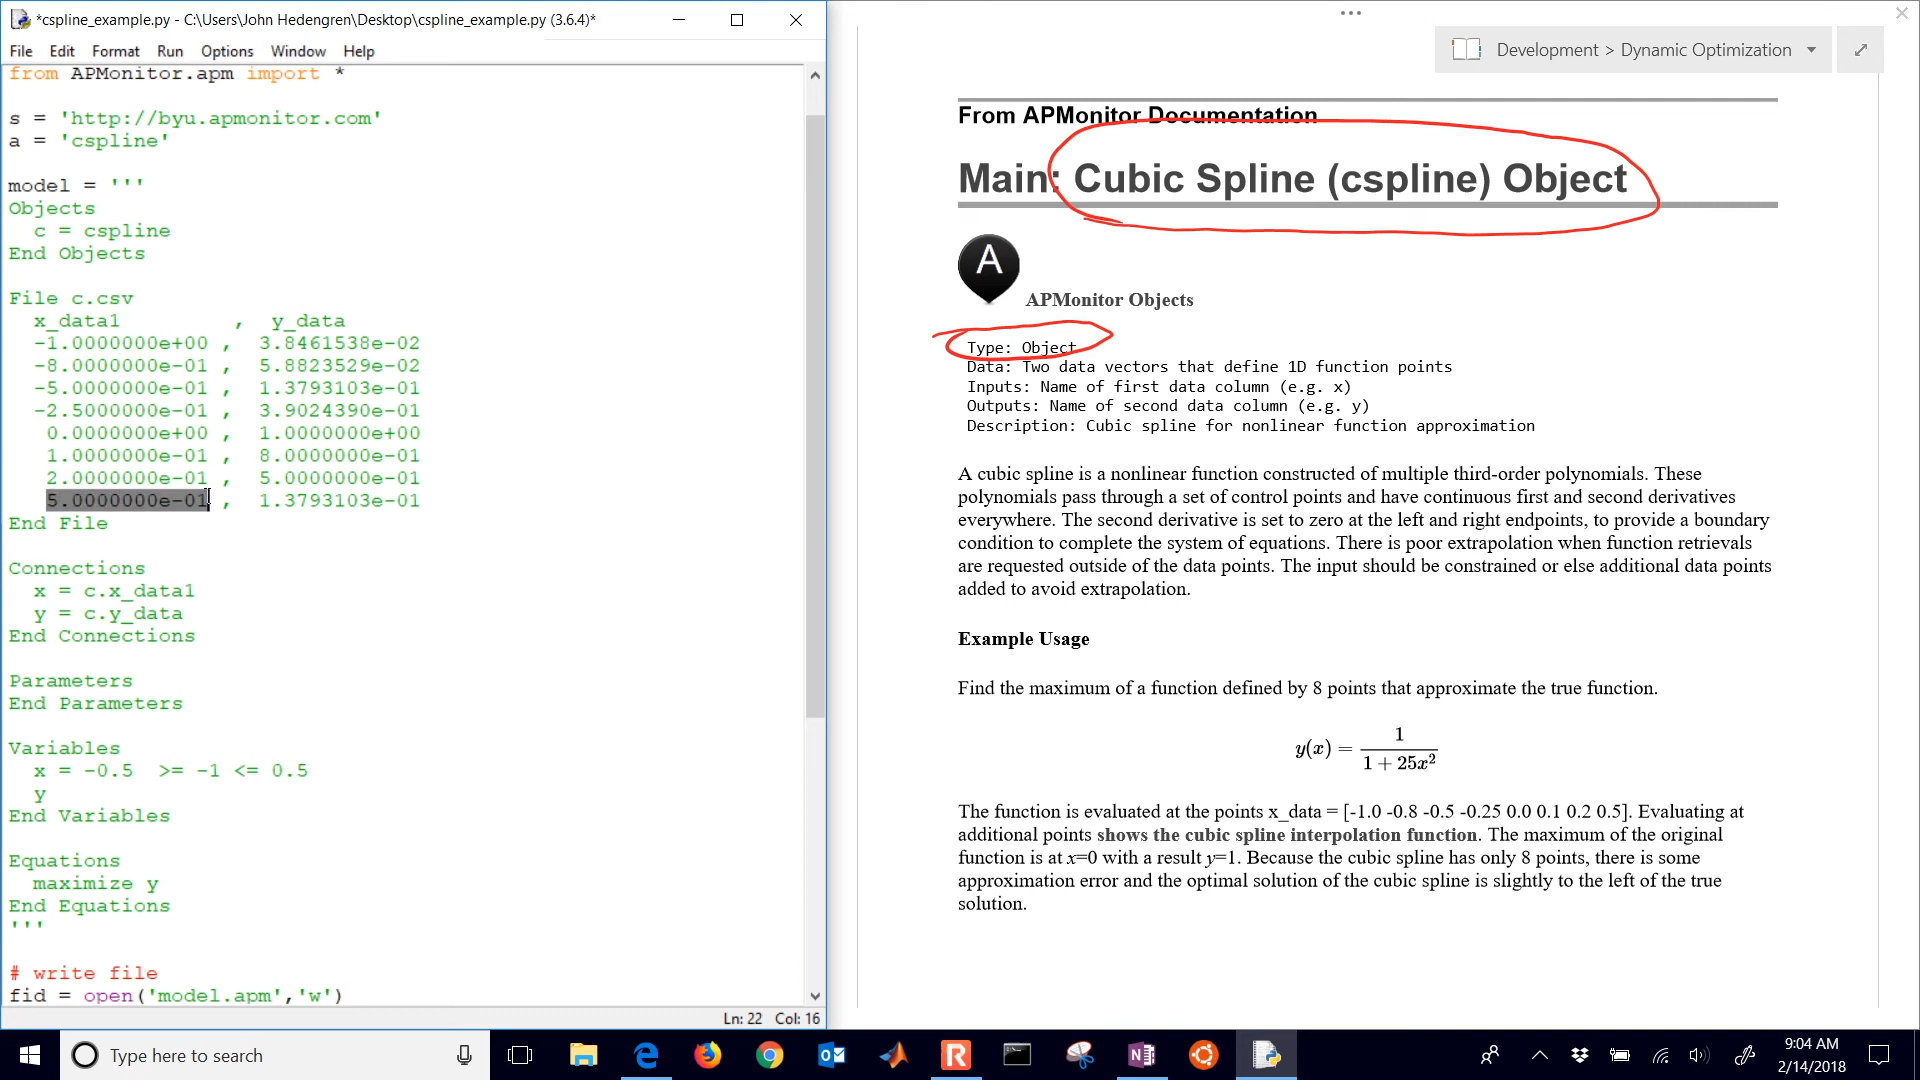 *cspline_example.py - C:\Users\John Hedengren\Desktop\cspline_example.py (3.6.4)*
File Edit Format Run Options Window Help
from APMonitor.apm import *
s = 'http://byu.apmonitor.com'
a = 'cspline'
model = '''
Objects
c = cspline
End Objects
File c.csv
x_data1 , y_data
-1.0000000e+00 , 3.8461538e-02
-8.0000000e-01 , 5.8823529e-02
-5.0000000e-01 , 1.3793103e-01
-2.5000000e-01 , 3.9024390e-01
0.0000000e+00 , 1.0000000e+00
1.0000000e-01 , 8.0000000e-01
2.0000000e-01 , 5.0000000e-01
5.0000000e-01 , 1.3793103e-01
End File
Connections
x = c.x_data1
y = c.y_data
End Connections
Parameters
End Parameters
Variables
x = -0.5 >= -1 <= 0.5
y
End Variables
Equations
maximize y
End Equations
'''
# write file
fid = open('model.apm','w')
Ln: 22 Col: 16
Development > Dynamic Optimization
From APMonitor Documentation
Main: Cubic Spline (cspline) Object
A
APMonitor Objects
Type: Object
Data: Two data vectors that define 1D function points
Inputs: Name of first data column (e.g. x)
Outputs: Name of second data column (e.g. y)
Description: Cubic spline for nonlinear function approximation
A cubic spline is a nonlinear function constructed of multiple third-order polynomials. These
polynomials pass through a set of control points and have continuous first and second derivatives
everywhere. The second derivative is set to zero at the left and right endpoints, to provide a boundary
condition to complete the system of equations. There is poor extrapolation when function retrievals
are requested outside of the data points. The input should be constrained or else additional data points
added to avoid extrapolation.
Example Usage
Find the maximum of a function defined by 8 points that approximate the true function.
y(x) = 1 / (1 + 25x²)
The function is evaluated at the points x_data = [-1.0 -0.8 -0.5 -0.25 0.0 0.1 0.2 0.5]. Evaluating at
additional points shows the cubic spline interpolation function. The maximum of the original
function is at x=0 with a result y=1. Because the cubic spline has only 8 points, there is some
approximation error and the optimal solution of the cubic spline is slightly to the left of the true
solution.
Type here to search
9:04 AM
2/14/2018